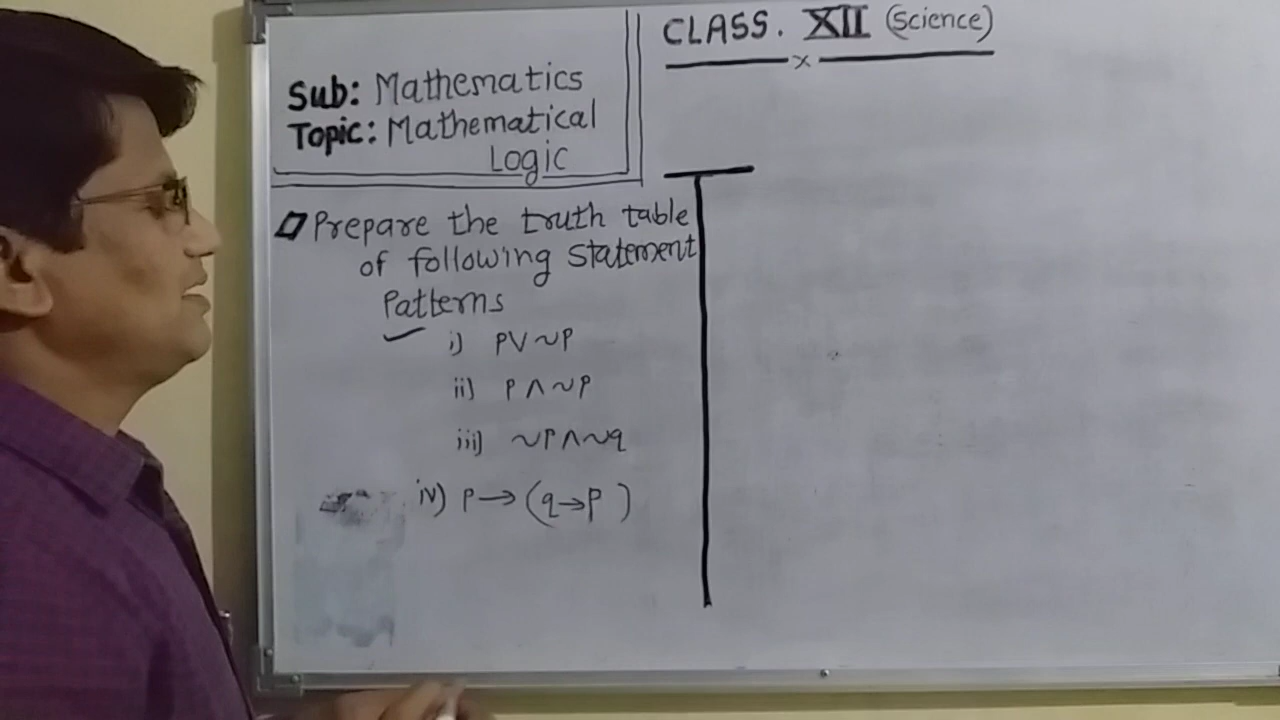 CLASS. XII (Science)
x
Sub: Mathematics
Topic: Mathematical
Logic
Prepare the truth table
of following Statement
Patterns
i) P∨~P
ii) P∧~P
iii) ~P∧~q
iv) P→(q→P)